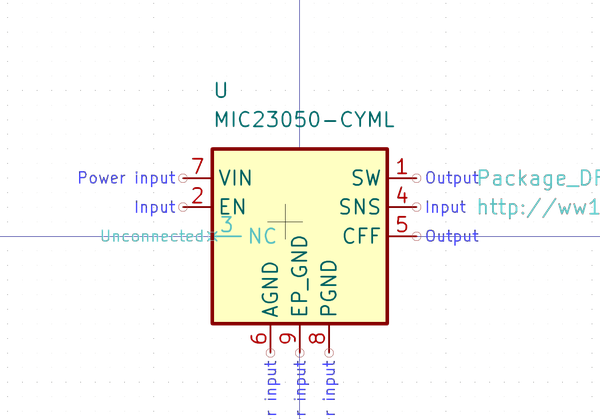 U
MIC23050-CYML
Power input 7 VIN SW 1 Output Package_DF
Input 2 EN SNS 4 Input http://ww1
Unconnected 3 NC CFF 5 Output
AGND EP_GND PGND
6 9 8
input input input